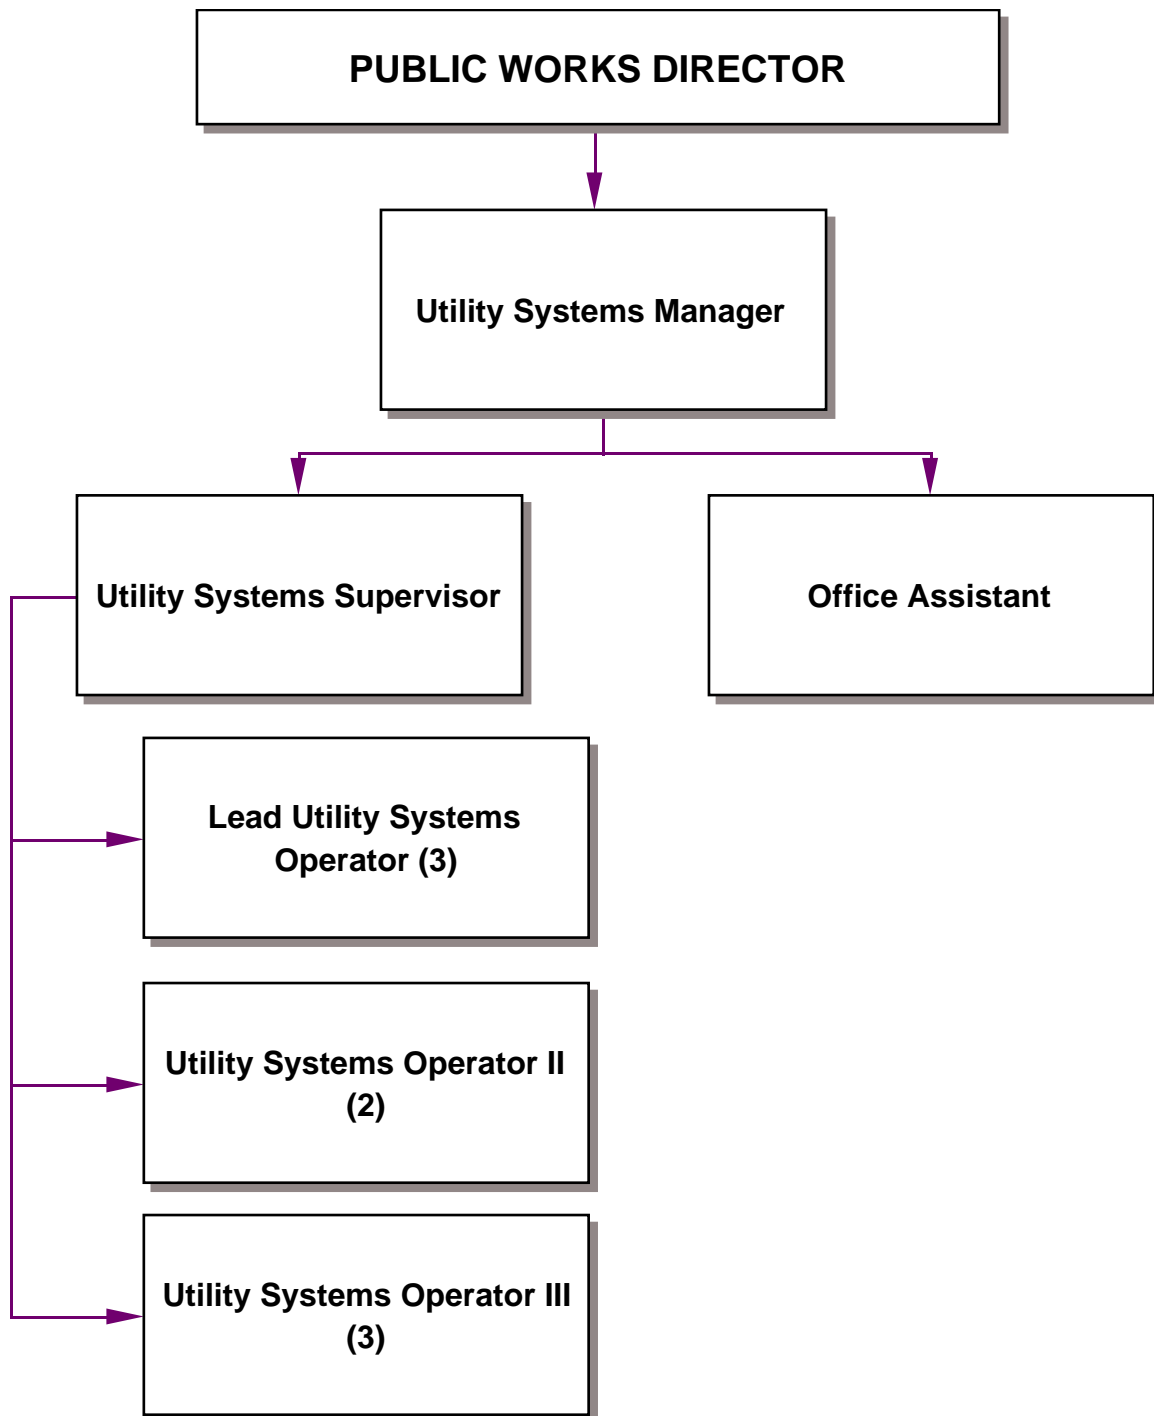 PUBLIC WORKS DIRECTOR
Utility Systems Manager
Utility Systems Supervisor
Office Assistant
Lead Utility Systems
Operator (3)
Utility Systems Operator II
(2)
Utility Systems Operator III
(3)